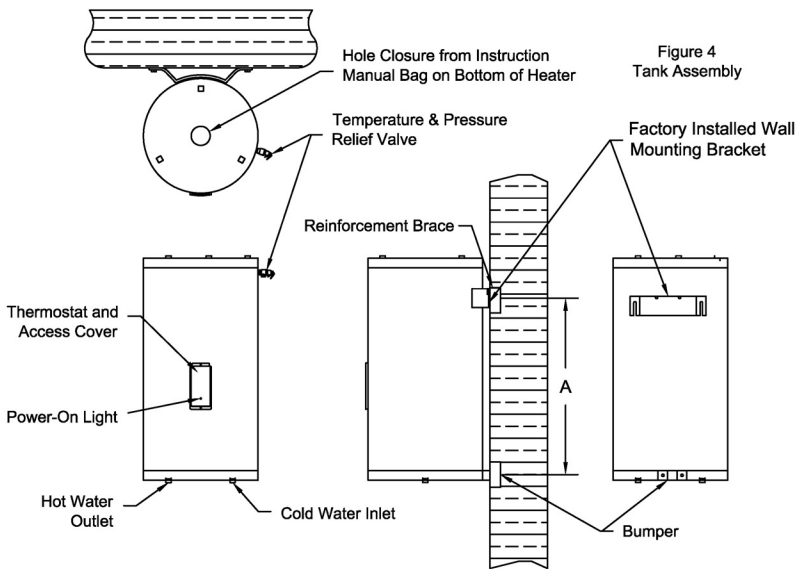 Hole Closure from Instruction
Manual Bag on Bottom of Heater
Figure 4
Tank Assembly
Temperature & Pressure
Relief Valve
Factory Installed Wall
Mounting Bracket
Reinforcement Brace
Thermostat and
Access Cover
A
Power-On Light
Hot Water
Outlet
Cold Water Inlet
Bumper